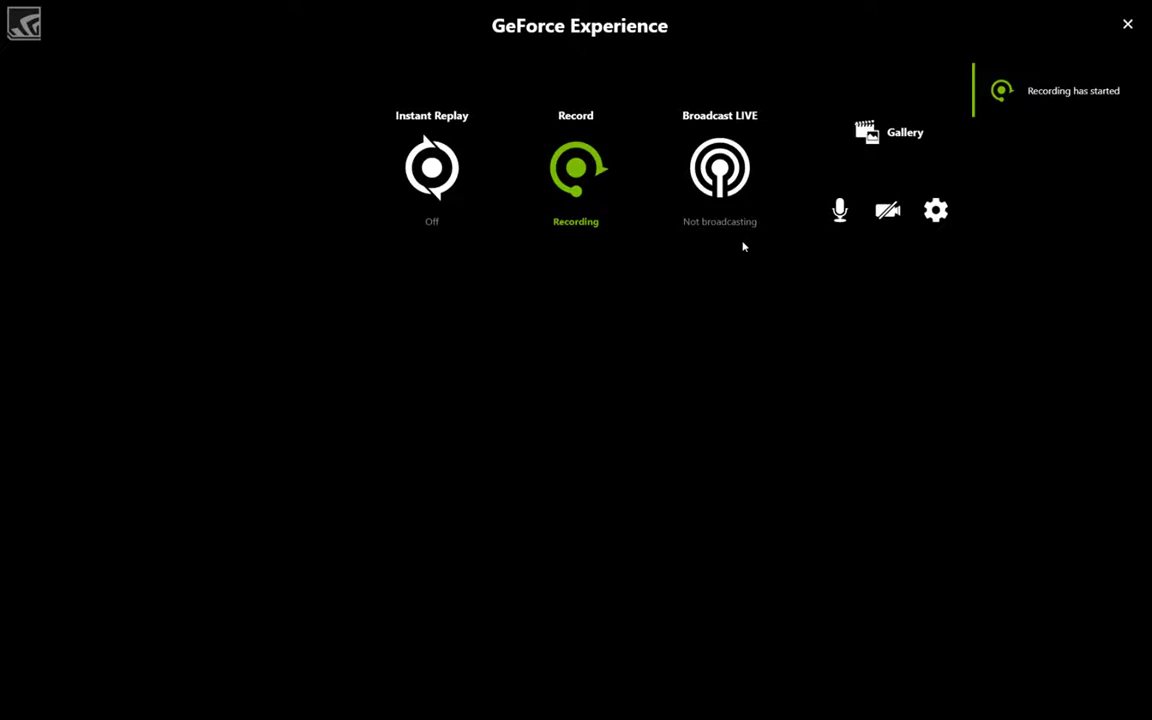 GeForce Experience
Recording has started
Instant Replay
Record
Broadcast LIVE
Gallery
Off
Recording
Not broadcasting